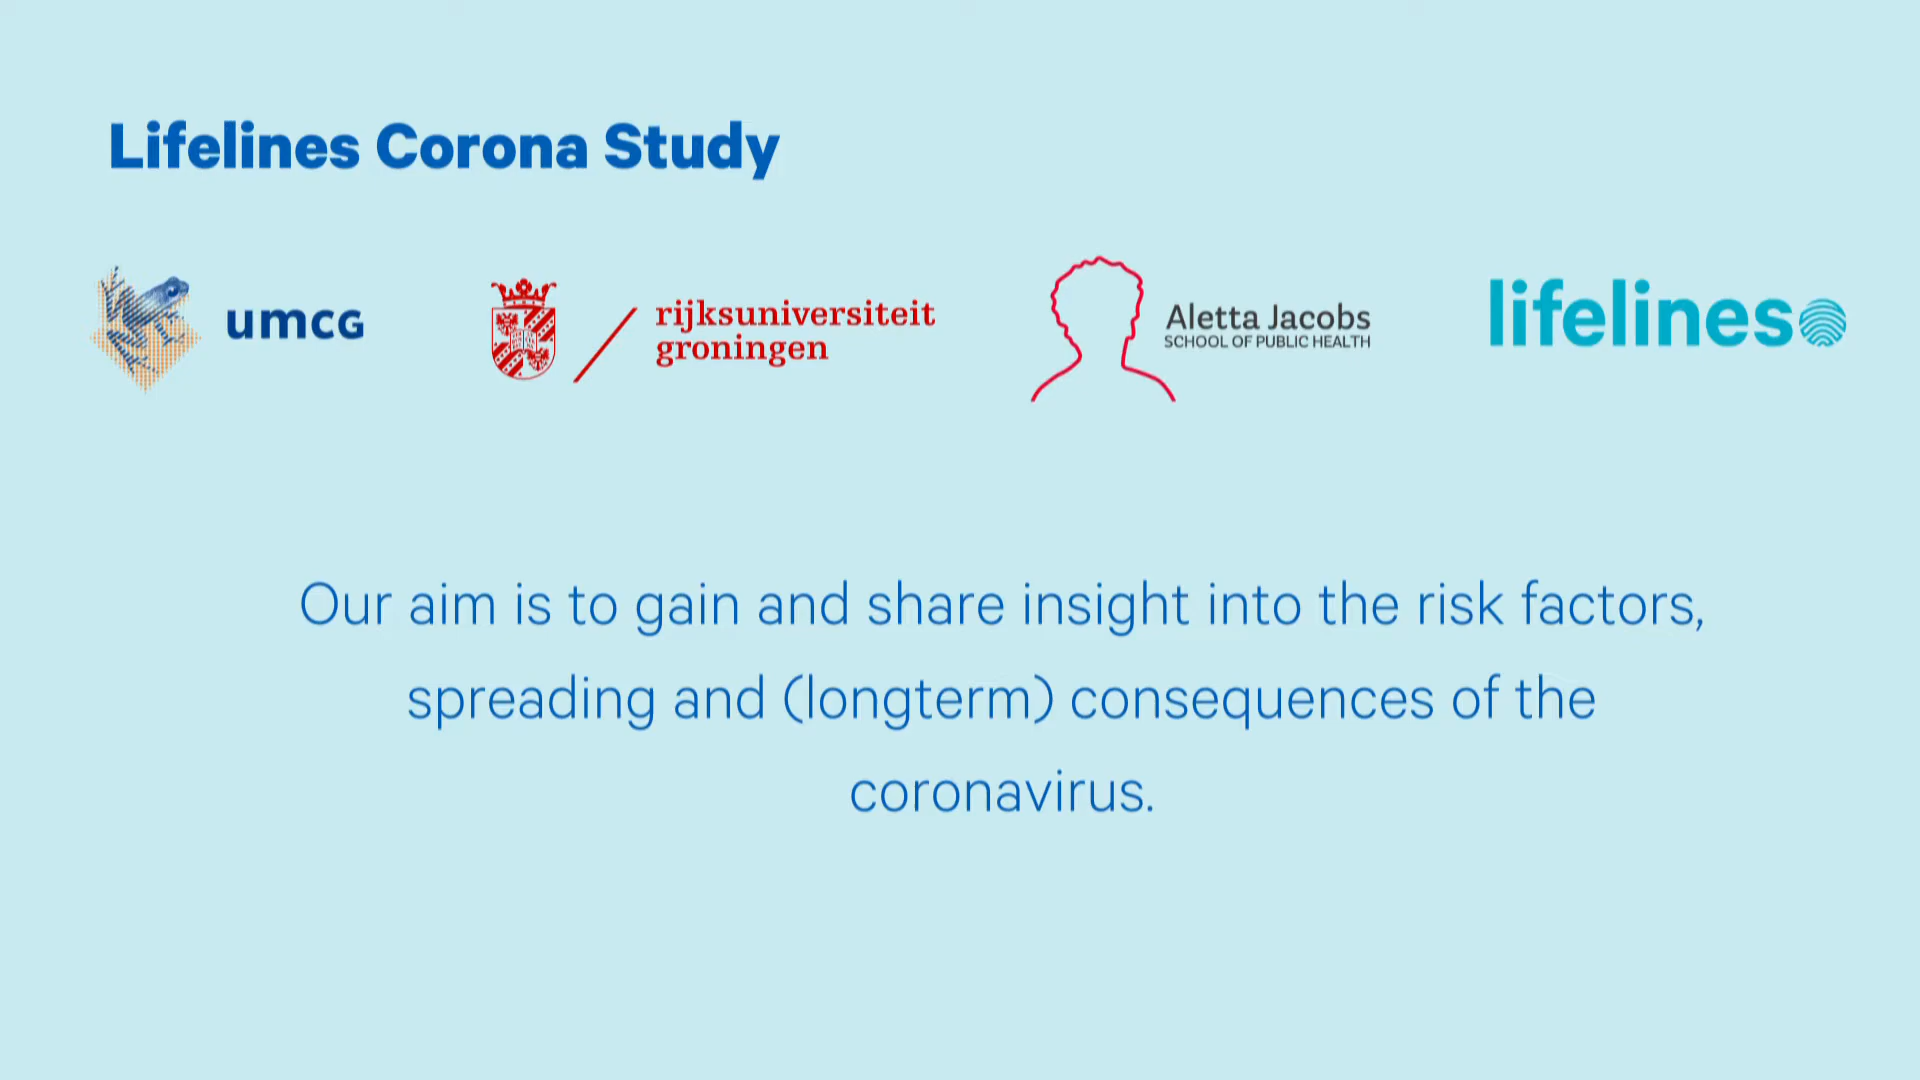 Lifelines Corona Study
umcg
rijksuniversiteit
groningen
Aletta Jacobs
SCHOOL OF PUBLIC HEALTH
lifelines
Our aim is to gain and share insight into the risk factors,
spreading and (longterm) consequences of the
coronavirus.